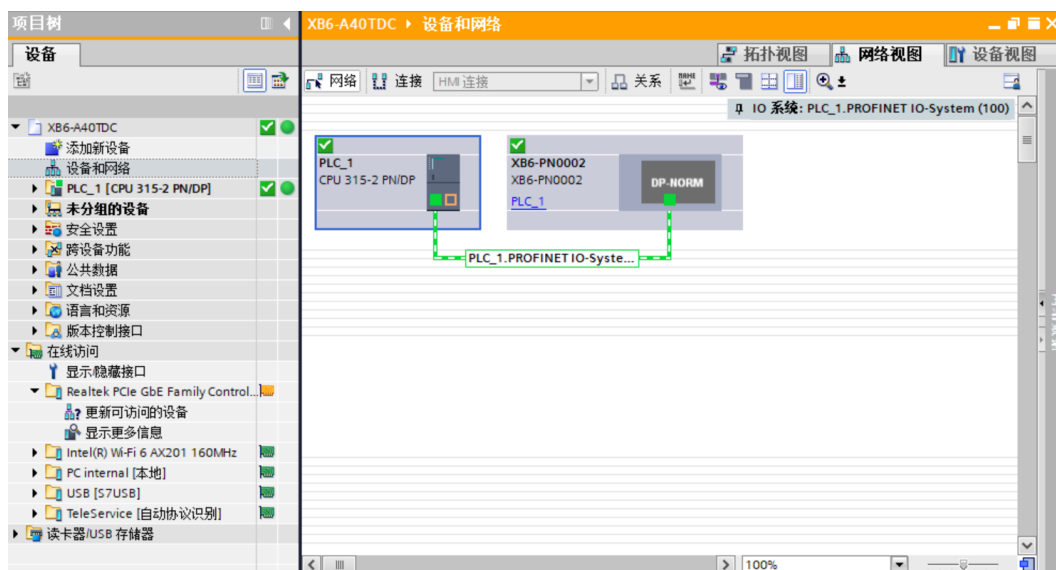 项目树
XB6-A40TDC ▸ 设备和网络
设备
拓扑视图
网络视图
设备视图
网络
连接
HMI 连接
关系
IO 系统: PLC_1.PROFINET IO-System (100)
XB6-A40TDC
添加新设备
设备和网络
PLC_1 [CPU 315-2 PN/DP]
未分组的设备
安全设置
跨设备功能
公共数据
文档设置
语言和资源
版本控制接口
在线访问
显示/隐藏接口
Realtek PCIe GbE Family Control...
更新可访问的设备
显示更多信息
Intel(R) Wi-Fi 6 AX201 160MHz
PC internal [本地]
USB [S7USB]
TeleService [自动协议识别]
读卡器/USB 存储器
PLC_1
CPU 315-2 PN/DP
XB6-PN0002
XB6-PN0002
PLC_1
DP-NORM
PLC_1.PROFINET IO-Syste...
100%